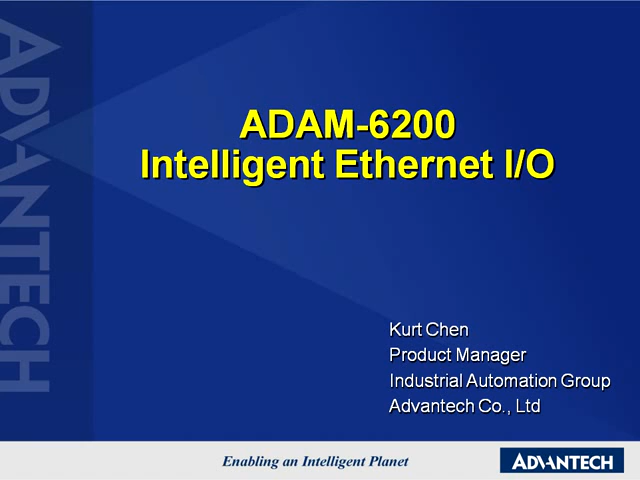 ADVANTECH
ADAM-6200
Intelligent Ethernet I/O
Kurt Chen
Product Manager
Industrial Automation Group
Advantech Co., Ltd
Enabling an Intelligent Planet
ADVANTECH